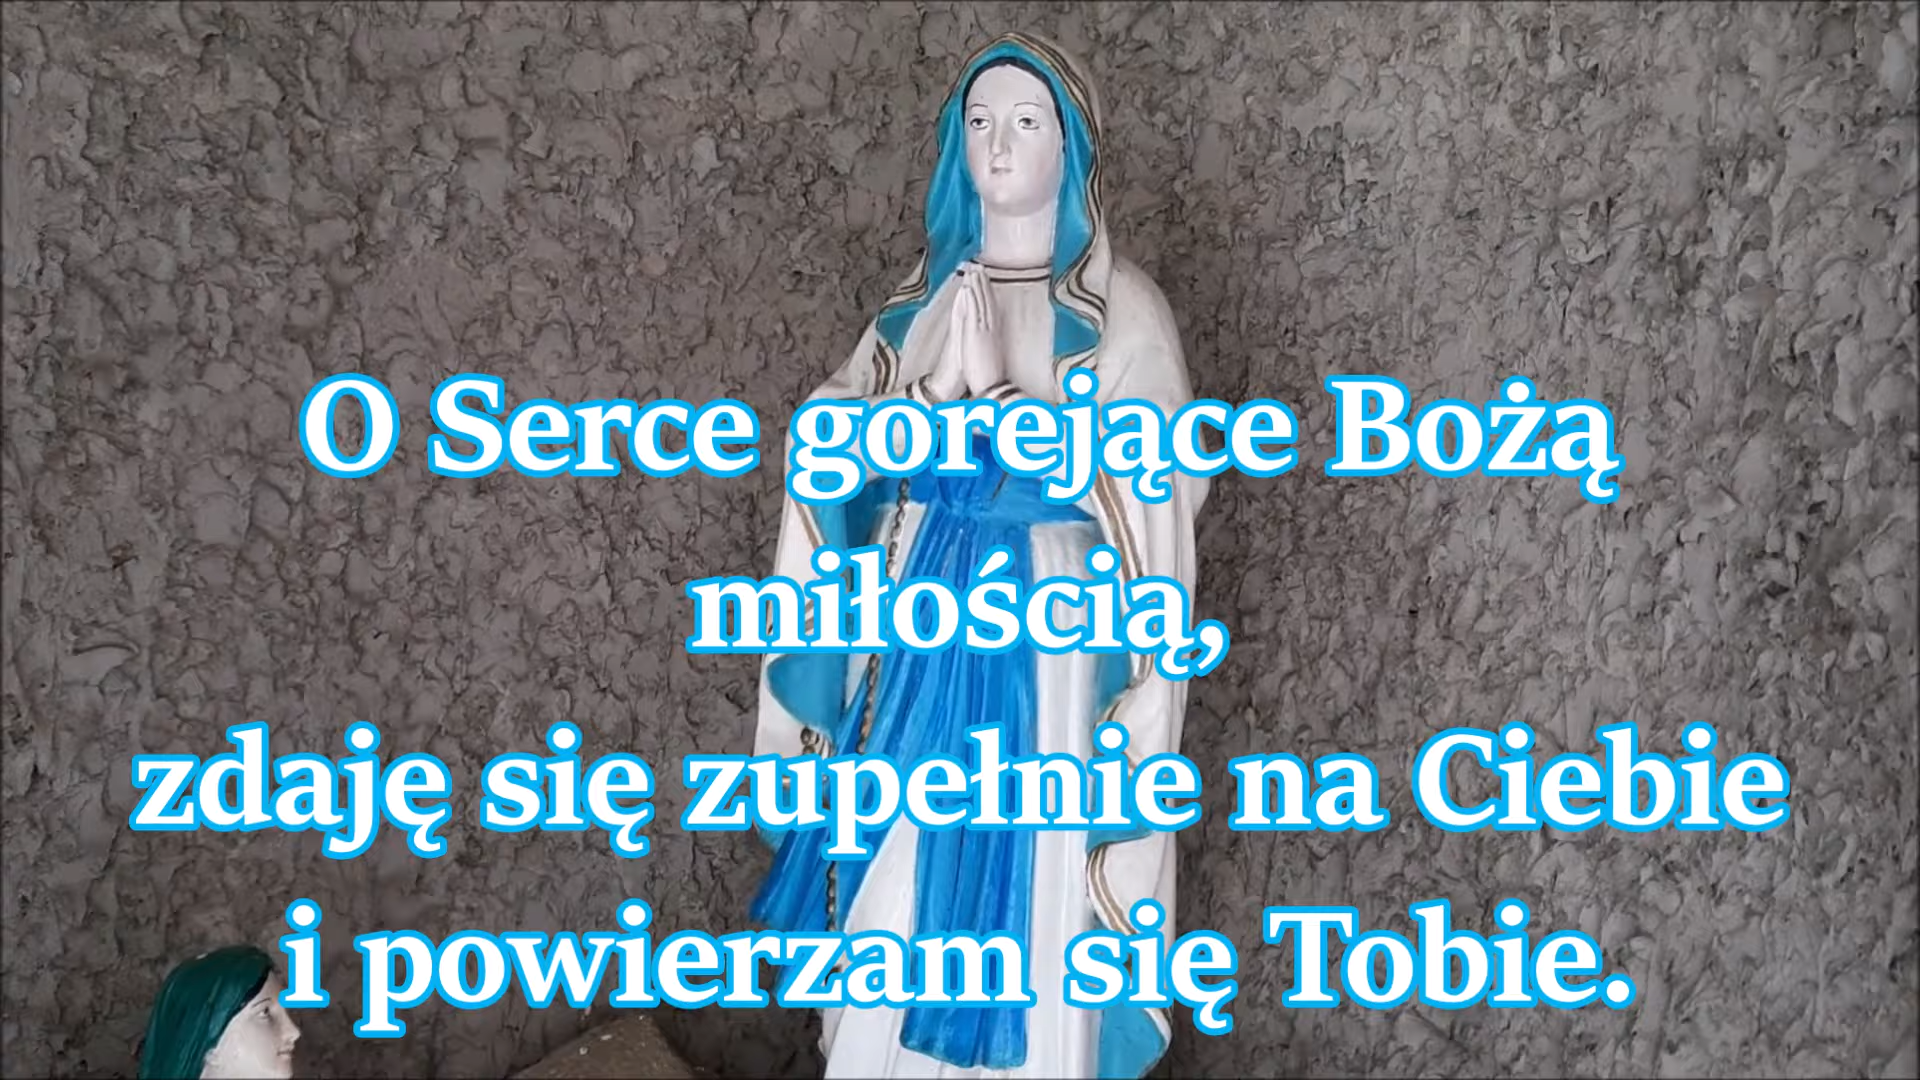 O Serce gorejące Bożą
miłością,
zdaję się zupełnie na Ciebie
i powierzam się Tobie.